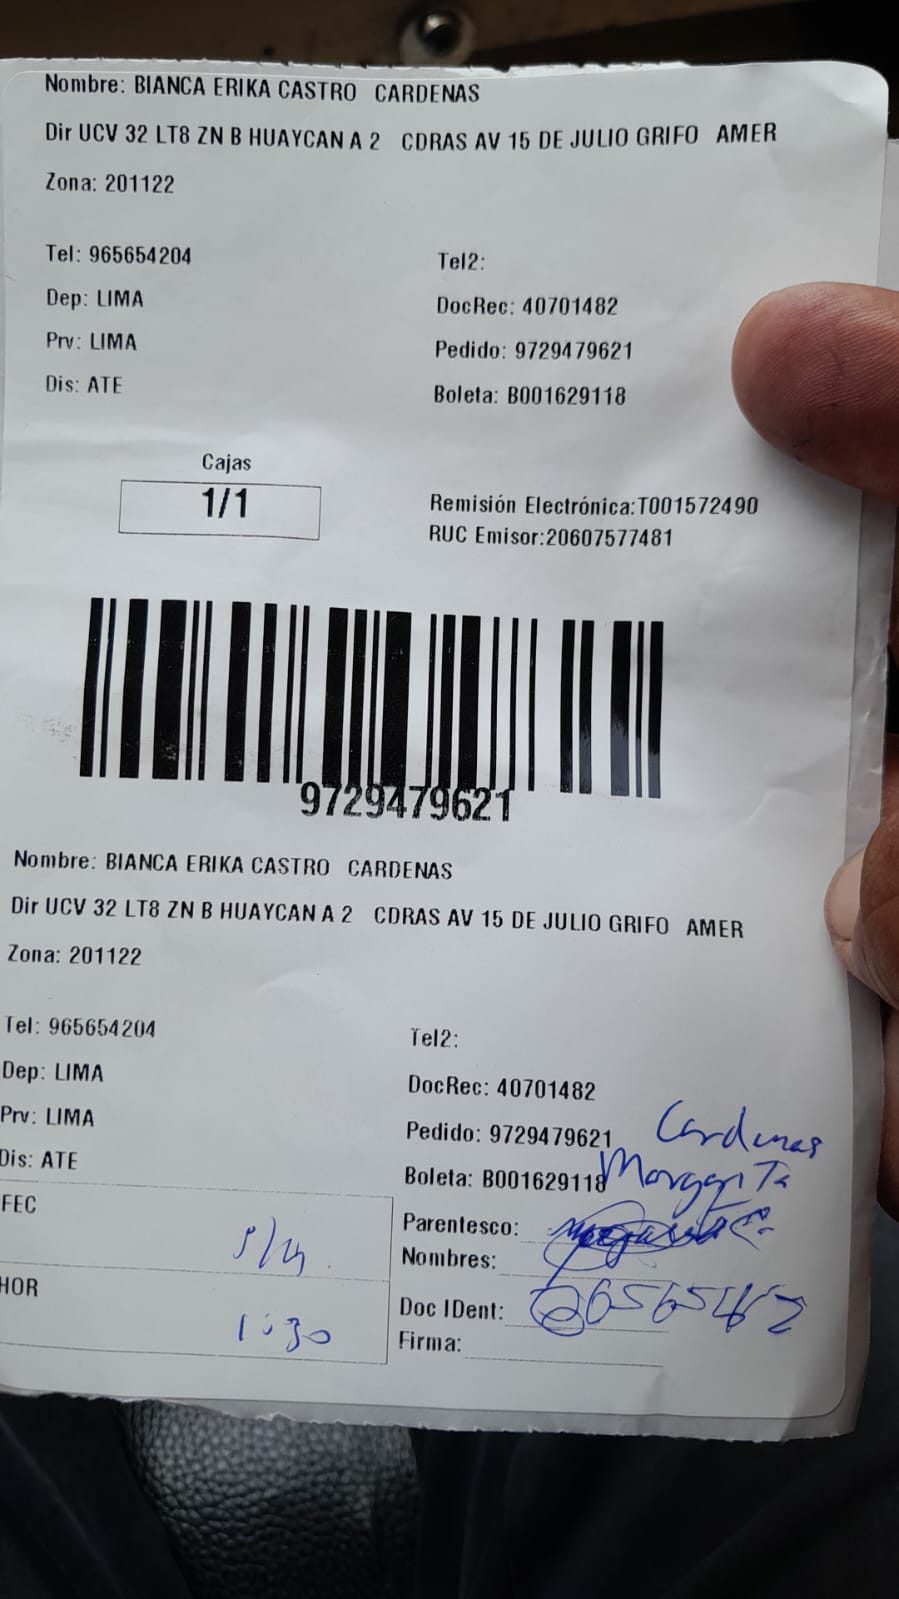 Nombre: BIANCA ERIKA CASTRO CARDENAS
Dir UCV 32 LT8 ZN B HUAYCAN A 2 CDRAS AV 15 DE JULIO GRIFO AMER
Zona: 201122
Tel: 965654204 Tel2:
Dep: LIMA DocRec: 40701482
Prv: LIMA Pedido: 9729479621
Dis: ATE Boleta: B001629118
Cajas
1/1
Remisión Electrónica:T001572490
RUC Emisor:20607577481
9729479621
Nombre: BIANCA ERIKA CASTRO CARDENAS
Dir UCV 32 LT8 ZN B HUAYCAN A 2 CDRAS AV 15 DE JULIO GRIFO AMER
Zona: 201122
Tel: 965654204 Tel2:
Dep: LIMA DocRec: 40701482
Prv: LIMA Pedido: 9729479621 Cardenas
Dis: ATE Boleta: B001629118 Margarita
FEC Parentesco:
Nombres:
HOR Doc IDent:
1:30 Firma: